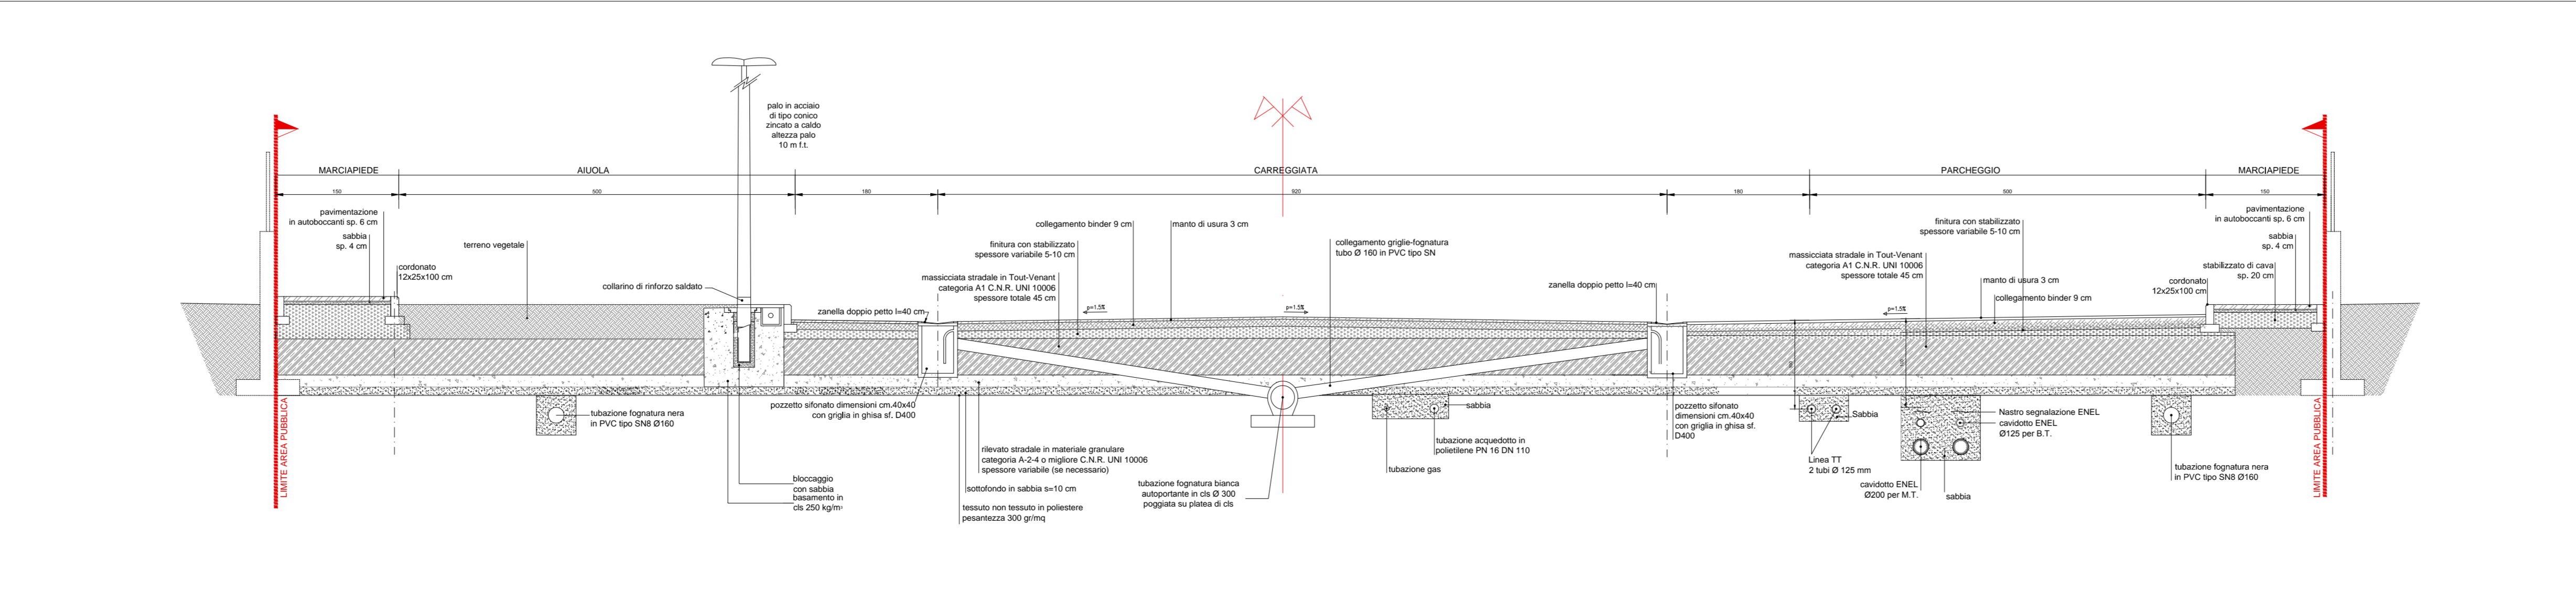 palo in acciaio
di tipo conico
zincato a caldo
altezza palo
10 m f.t.
MARCIAPIEDE
AIUOLA
CARREGGIATA
PARCHEGGIO
MARCIAPIEDE
150
500
180
920
180
500
150
pavimentazione
in autoboccanti sp. 6 cm
sabbia
sp. 4 cm
cordonato
12x25x100 cm
terreno vegetale
collarino di rinforzo saldato
zanella doppio petto l=40 cm
collegamento binder 9 cm
manto di usura 3 cm
finitura con stabilizzato
spessore variabile 5-10 cm
massicciata stradale in Tout-Venant
categoria A1 C.N.R. UNI 10006
spessore totale 45 cm
p=1,5%
p=1,5%
collegamento griglie-fognatura
tubo Ø 160 in PVC tipo SN
zanella doppio petto l=40 cm
massicciata stradale in Tout-Venant
categoria A1 C.N.R. UNI 10006
spessore totale 45 cm
p=1,5%
finitura con stabilizzato
spessore variabile 5-10 cm
manto di usura 3 cm
collegamento binder 9 cm
pavimentazione
in autoboccanti sp. 6 cm
sabbia
sp. 4 cm
stabilizzato di cava
sp. 20 cm
cordonato
12x25x100 cm
LIMITE AREA PUBBLICA
tubazione fognatura nera
in PVC tipo SN8 Ø160
pozzetto sifonato dimensioni cm.40x40
con griglia in ghisa sf. D400
bloccaggio
con sabbia
basamento in
cls 250 kg/m³
rilevato stradale in materiale granulare
categoria A-2-4 o migliore C.N.R. UNI 10006
spessore variabile (se necessario)
sottofondo in sabbia s=10 cm
tessuto non tessuto in poliestere
pesantezza 300 gr/mq
tubazione fognatura bianca
autoportante in cls Ø 300
poggiata su platea di cls
sabbia
tubazione acquedotto in
polietilene PN 16 DN 110
tubazione gas
pozzetto sifonato
dimensioni cm.40x40
con griglia in ghisa sf.
D400
Sabbia
Linea TT
2 tubi Ø 125 mm
Nastro segnalazione ENEL
cavidotto ENEL
Ø125 per B.T.
cavidotto ENEL
Ø200 per M.T.
sabbia
tubazione fognatura nera
in PVC tipo SN8 Ø160
LIMITE AREA PUBBLICA